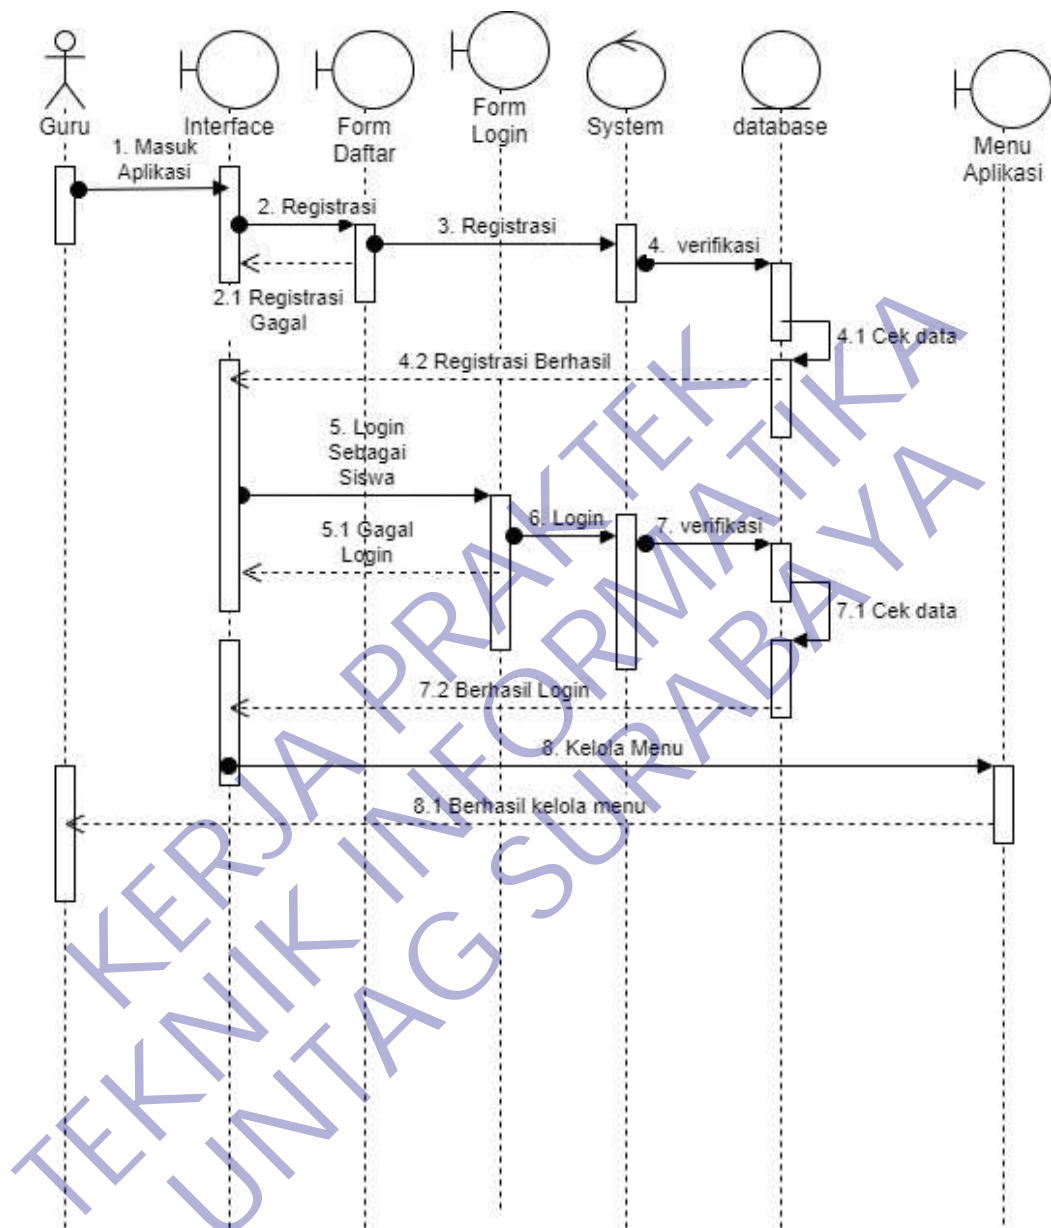 Guru
Interface
Form
Daftar
Form
Login
System
database
Menu
Aplikasi
1. Masuk
Aplikasi
2. Registrasi
3. Registrasi
4. verifikasi
2.1 Registrasi
Gagal
4.1 Cek data
4.2 Registrasi Berhasil
5. Login
Sebagai
Siswa
5.1 Gagal
Login
6. Login
7. verifikasi
7.1 Cek data
7.2 Berhasil Login
8. Kelola Menu
8.1 Berhasil kelola menu
KERJA PRAKTEK
TEKNIK INFORMATIKA
UNTAG SURABAYA